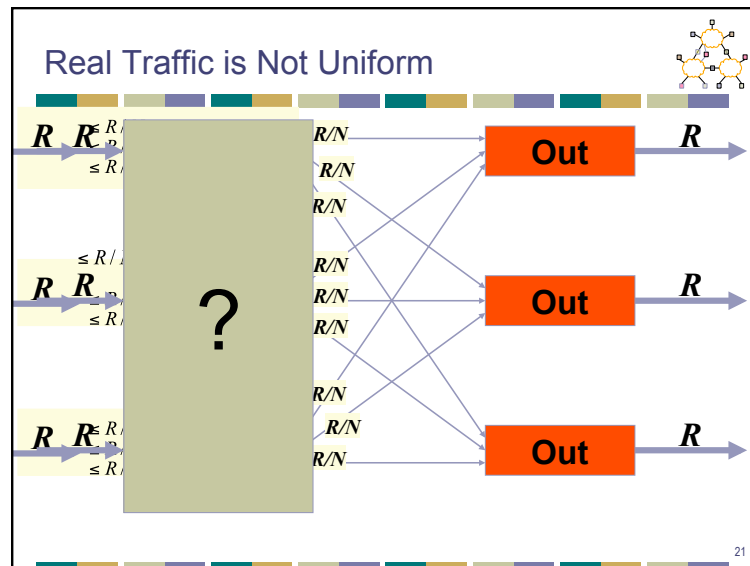 Real Traffic is Not Uniform
R R ≤ R / R/N Out R
≤ R / R/N
R/N
≤ R /
R R R/N Out R
≤ R / R/N
≤ R / R/N
?
R R ≤ R / R/N Out R
≤ R / R/N
≤ R / R/N
21